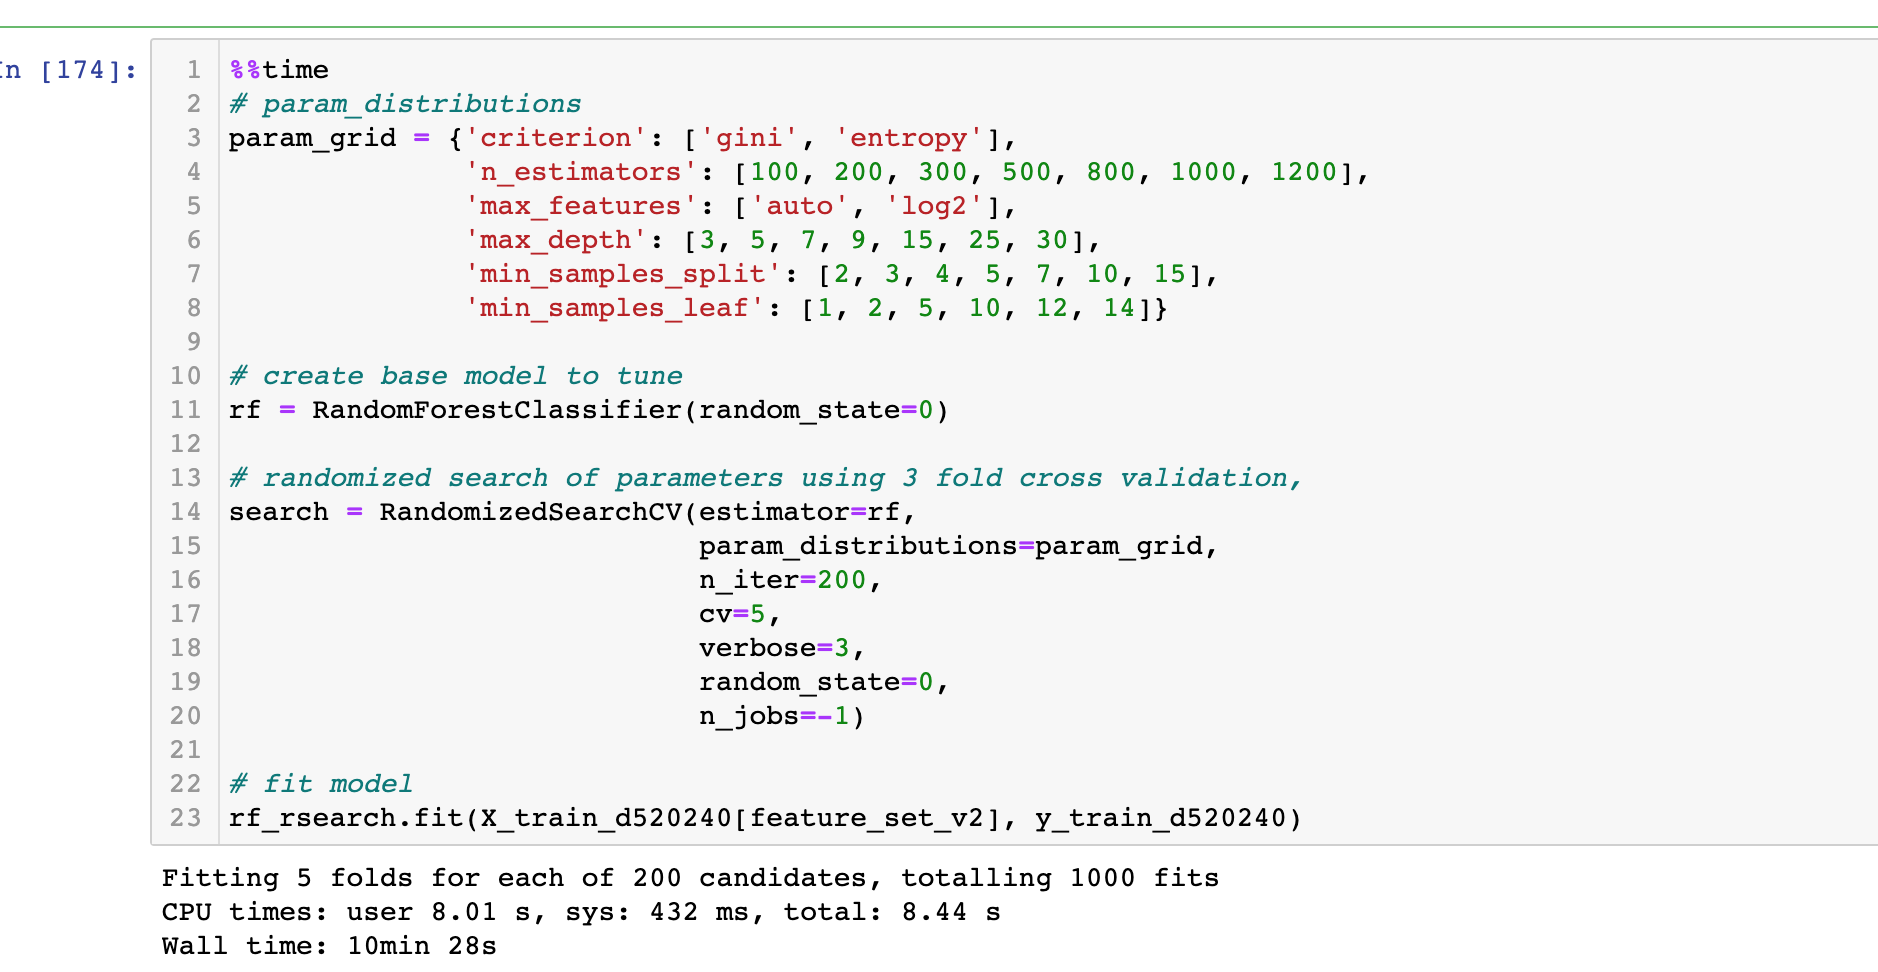 n [174]:
1 %%time
2 # param_distributions
3 param_grid = {'criterion': ['gini', 'entropy'],
4 'n_estimators': [100, 200, 300, 500, 800, 1000, 1200],
5 'max_features': ['auto', 'log2'],
6 'max_depth': [3, 5, 7, 9, 15, 25, 30],
7 'min_samples_split': [2, 3, 4, 5, 7, 10, 15],
8 'min_samples_leaf': [1, 2, 5, 10, 12, 14]}
9
10 # create base model to tune
11 rf = RandomForestClassifier(random_state=0)
12
13 # randomized search of parameters using 3 fold cross validation,
14 search = RandomizedSearchCV(estimator=rf,
15 param_distributions=param_grid,
16 n_iter=200,
17 cv=5,
18 verbose=3,
19 random_state=0,
20 n_jobs=-1)
21
22 # fit model
23 rf_rsearch.fit(X_train_d520240[feature_set_v2], y_train_d520240)
Fitting 5 folds for each of 200 candidates, totalling 1000 fits
CPU times: user 8.01 s, sys: 432 ms, total: 8.44 s
Wall time: 10min 28s